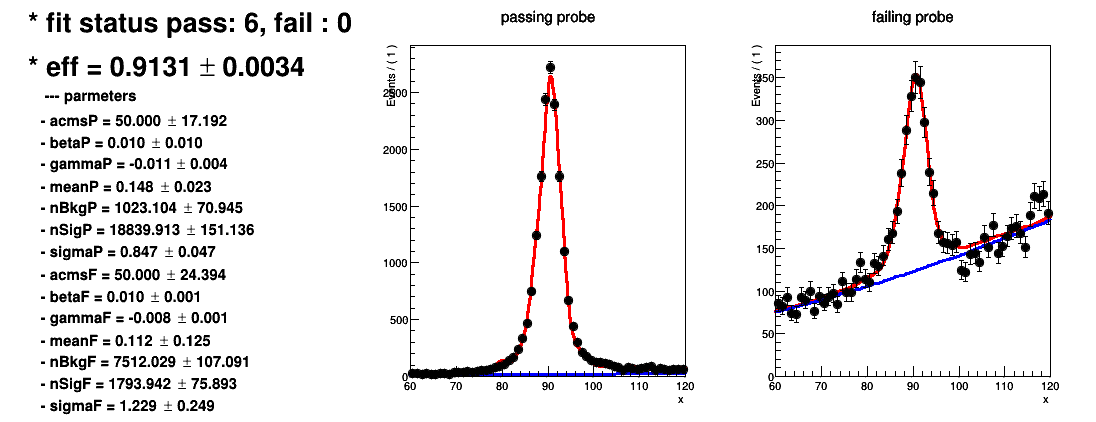 * fit status pass: 6, fail : 0
* eff = 0.9131 ± 0.0034
--- parmeters
- acmsP = 50.000 ± 17.192
- betaP = 0.010 ± 0.010
- gammaP = -0.011 ± 0.004
- meanP = 0.148 ± 0.023
- nBkgP = 1023.104 ± 70.945
- nSigP = 18839.913 ± 151.136
- sigmaP = 0.847 ± 0.047
- acmsF = 50.000 ± 24.394
- betaF = 0.010 ± 0.001
- gammaF = -0.008 ± 0.001
- meanF = 0.112 ± 0.125
- nBkgF = 7512.029 ± 107.091
- nSigF = 1793.942 ± 75.893
- sigmaF = 1.229 ± 0.249
passing probe
Events / ( 1 )
2500
2000
1500
1000
500
0
60 70 80 90 100 110 120
x
failing probe
Events / ( 1 )
350
300
250
200
150
100
50
0
60 70 80 90 100 110 120
x